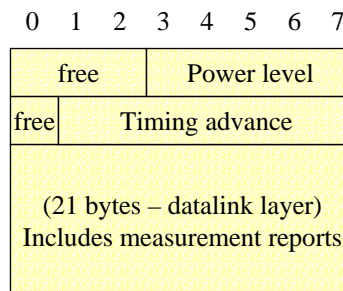 0 1 2 3 4 5 6 7
free Power level
free Timing advance
(21 bytes – datalink layer)
Includes measurement reports